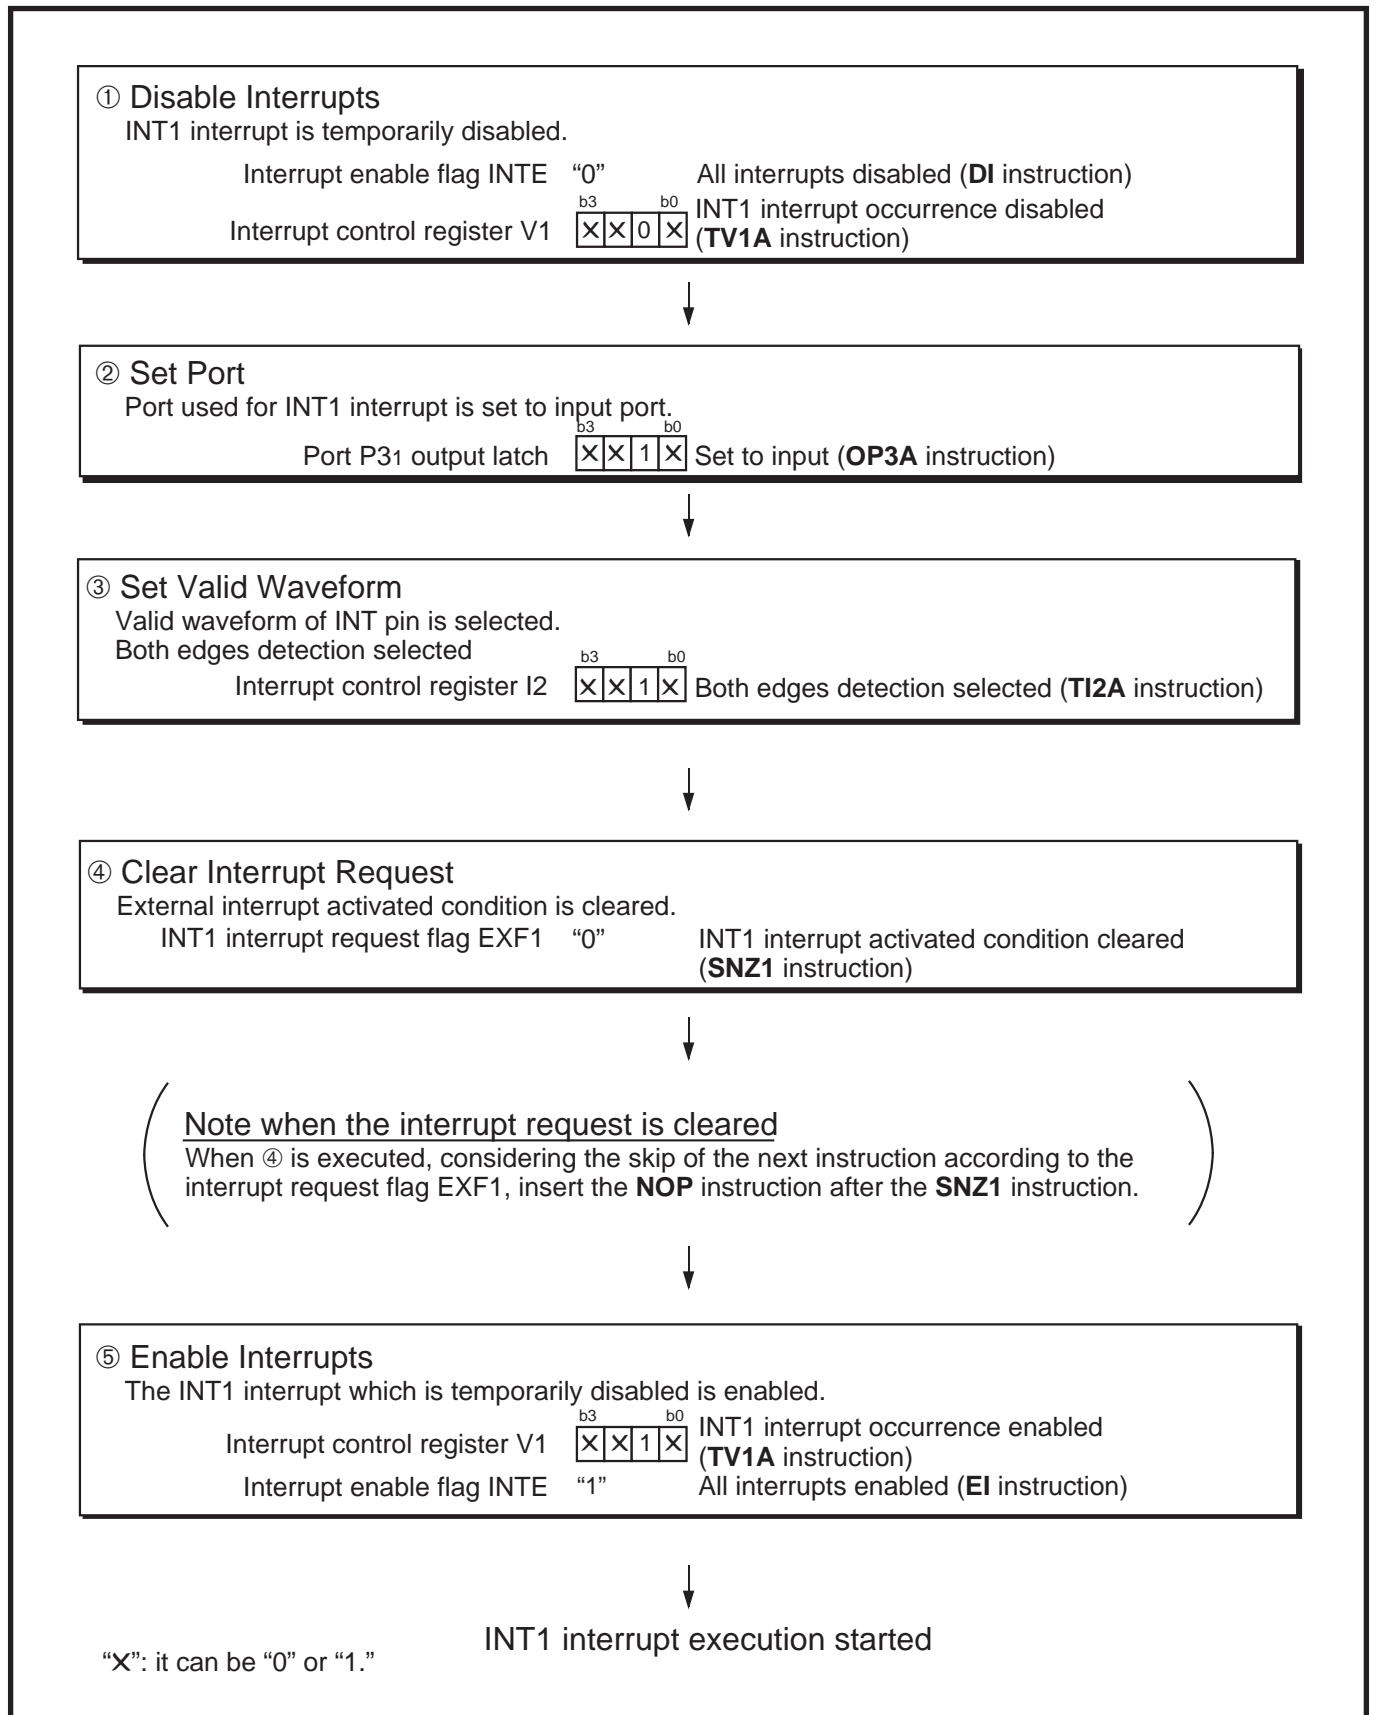 ① Disable Interrupts
INT1 interrupt is temporarily disabled.
Interrupt enable flag INTE “0” All interrupts disabled (DI instruction)
b3 b0
INT1 interrupt occurrence disabled
Interrupt control register V1 ✕ ✕ 0 ✕
(TV1A instruction)
② Set Port
Port used for INT1 interrupt is set to input port.
b3 b0
Port P31 output latch ✕ ✕ 1 ✕ Set to input (OP3A instruction)
③ Set Valid Waveform
Valid waveform of INT pin is selected.
Both edges detection selected
b3 b0
Interrupt control register I2 ✕ ✕ 1 ✕ Both edges detection selected (TI2A instruction)
④ Clear Interrupt Request
External interrupt activated condition is cleared.
INT1 interrupt request flag EXF1 “0” INT1 interrupt activated condition cleared
(SNZ1 instruction)
Note when the interrupt request is cleared
When ④ is executed, considering the skip of the next instruction according to the
interrupt request flag EXF1, insert the NOP instruction after the SNZ1 instruction.
⑤ Enable Interrupts
The INT1 interrupt which is temporarily disabled is enabled.
b3 b0
INT1 interrupt occurrence enabled
Interrupt control register V1 ✕ ✕ 1 ✕
(TV1A instruction)
Interrupt enable flag INTE “1” All interrupts enabled (EI instruction)
INT1 interrupt execution started
“✕”: it can be “0” or “1.”